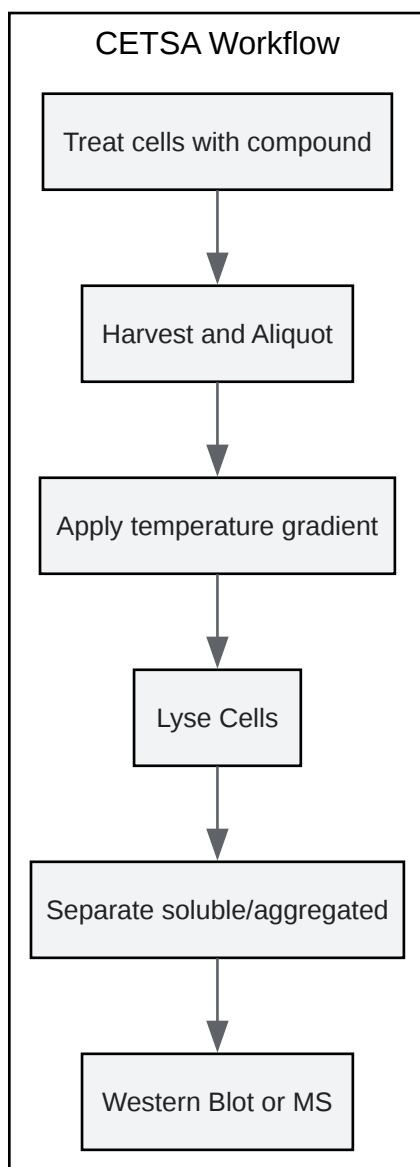 CETSA Workflow
Treat cells with compound
Harvest and Aliquot
Apply temperature gradient
Lyse Cells
Separate soluble/aggregated
Western Blot or MS